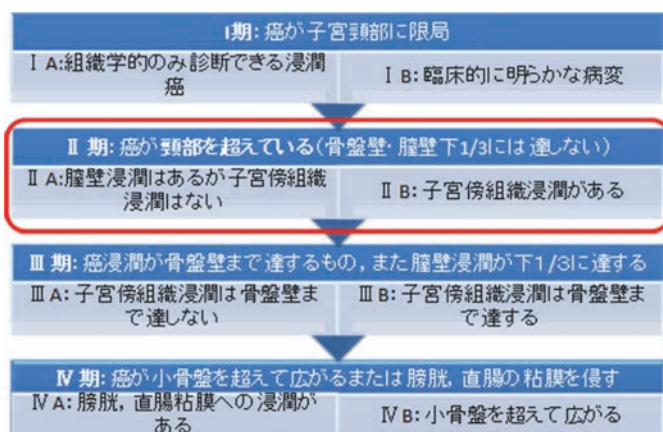 I期: 癌が子宮頸部に限局
I A:組織学的のみ診断できる浸潤
癌
I B: 臨床的に明らかな病変
II 期: 癌が頸部を超えている(骨盤壁・膣壁下1/3には達しない)
II A:膣壁浸潤はあるが子宮傍組織
浸潤はない
II B: 子宮傍組織浸潤がある
III 期: 癌浸潤が骨盤壁まで達するもの, また膣壁浸潤が下1/3に達する
III A: 子宮傍組織浸潤は骨盤壁ま
で達しない
III B: 子宮傍組織浸潤は骨盤壁ま
で達する
IV 期: 癌が小骨盤を超えて広がるまたは膀胱, 直腸の粘膜を侵す
IV A: 膀胱, 直腸粘膜への浸潤が
ある
IV B: 小骨盤を超えて広がる